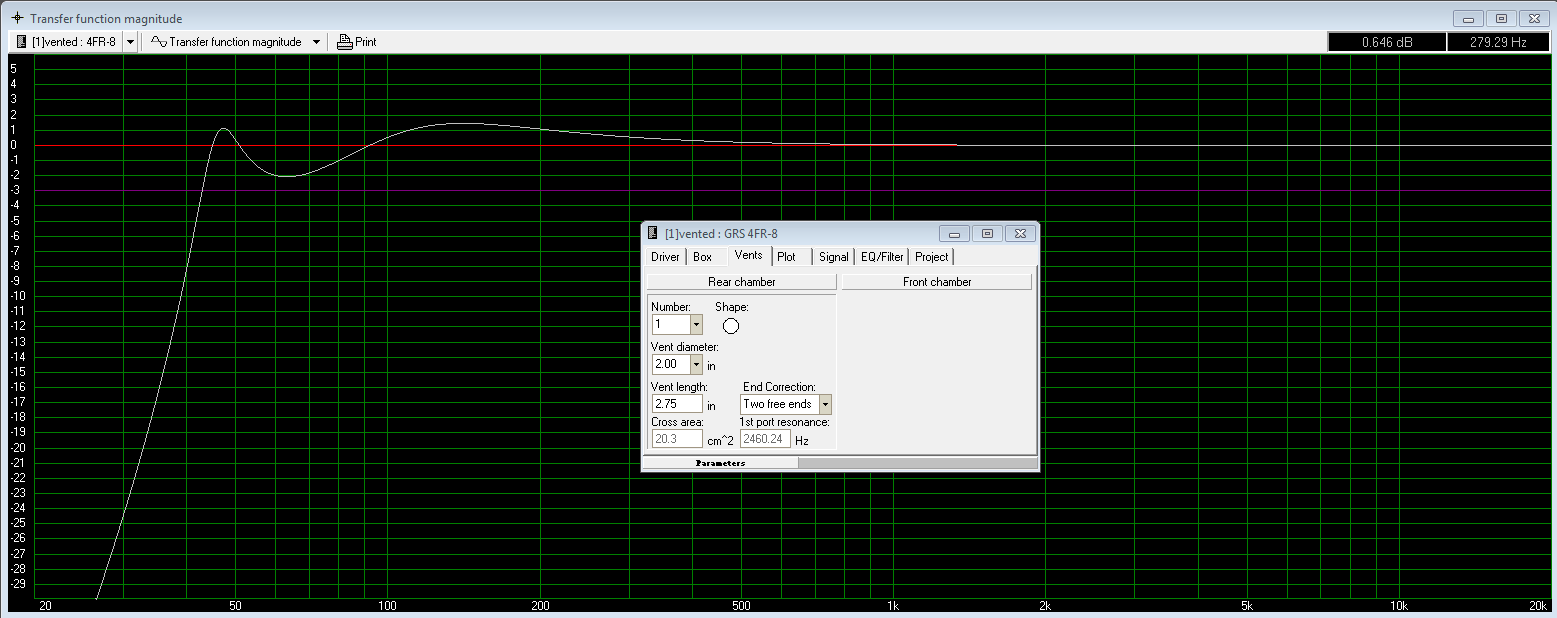 Transfer function magnitude
[1]vented : 4FR-8 Transfer function magnitude Print 0.646 dB 279.29 Hz
5
4
3
2
1
0
-1
-2
-3
-4
-5
-6
-7
-8
-9
-10
-11
-12
-13
-14
-15
-16
-17
-18
-19
-20
-21
-22
-23
-24
-25
-26
-27
-28
-29
20 50 100 200 500 1k 2k 5k 10k 20k
[1]vented : GRS 4FR-8
Driver Box Vents Plot Signal EQ/Filter Project
Rear chamber Front chamber
Number: Shape:
1
Vent diameter:
2.00 in
Vent length: End Correction:
2.75 in Two free ends
Cross area: 1st port resonance:
20.3 cm^2 2460.24 Hz
Parameters